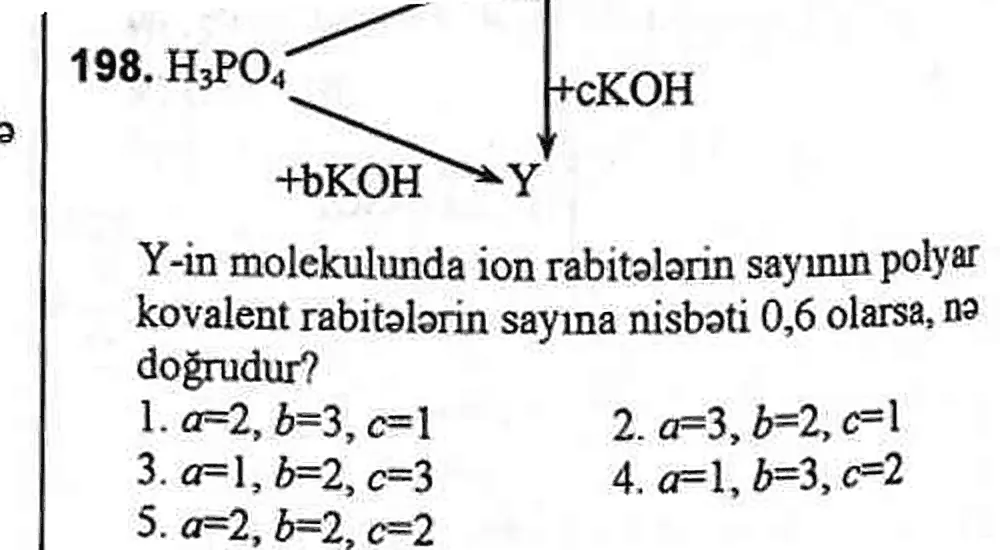 198. H₃PO₄
+cKOH
+bKOH
Y
Y-in molekulunda ion rabitələrin sayının polyar
kovalent rabitələrin sayına nisbəti 0,6 olarsa, nə
doğrudur?
1. a=2, b=3, c=1
2. a=3, b=2, c=1
3. a=1, b=2, c=3
4. a=1, b=3, c=2
5. a=2, b=2, c=2